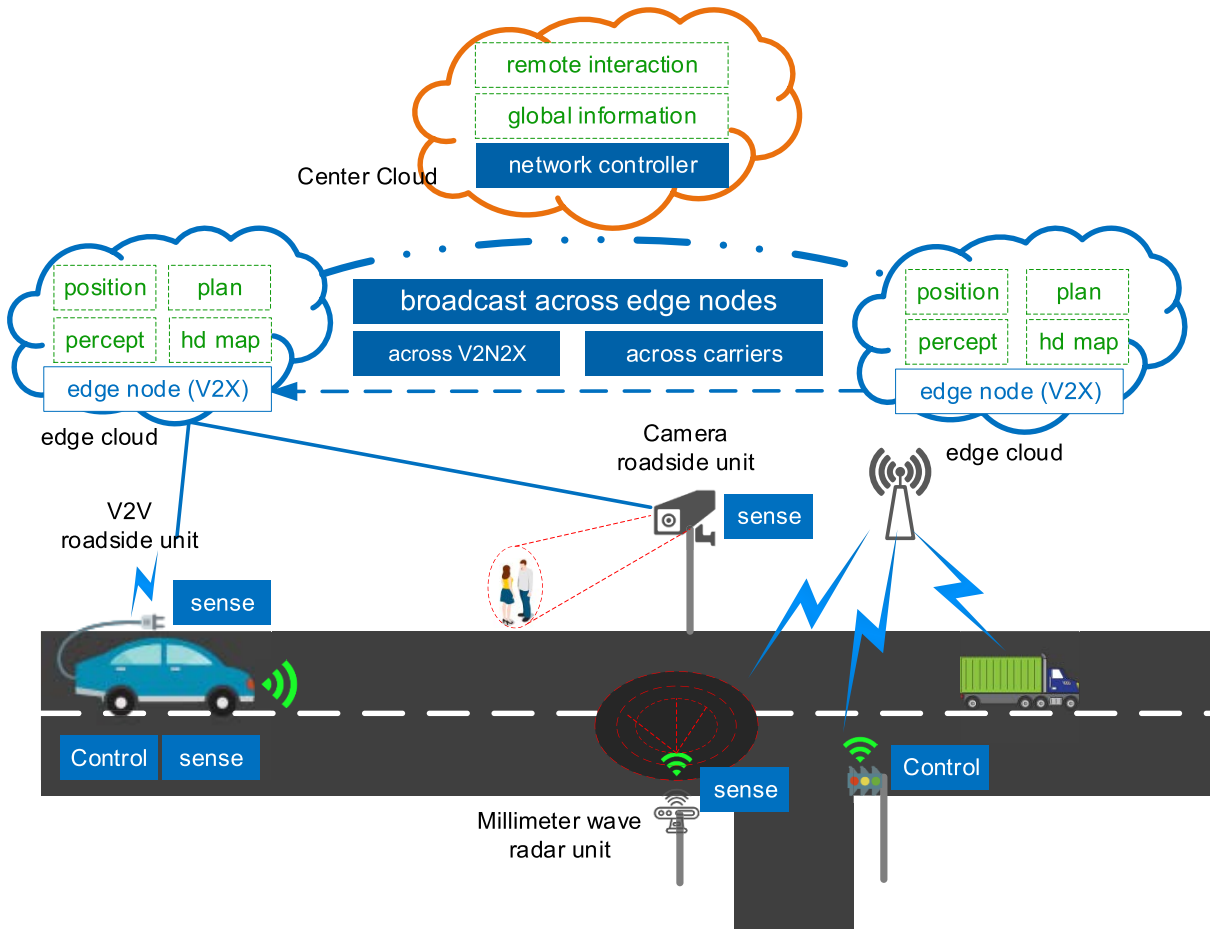 remote interaction
global information
network controller
Center Cloud
position
plan
percept
hd map
edge node (V2X)
edge cloud
broadcast across edge nodes
across V2N2X
across carriers
position
plan
percept
hd map
edge node (V2X)
edge cloud
Camera
roadside unit
sense
V2V
roadside unit
sense
Control
sense
sense
Control
Millimeter wave
radar unit